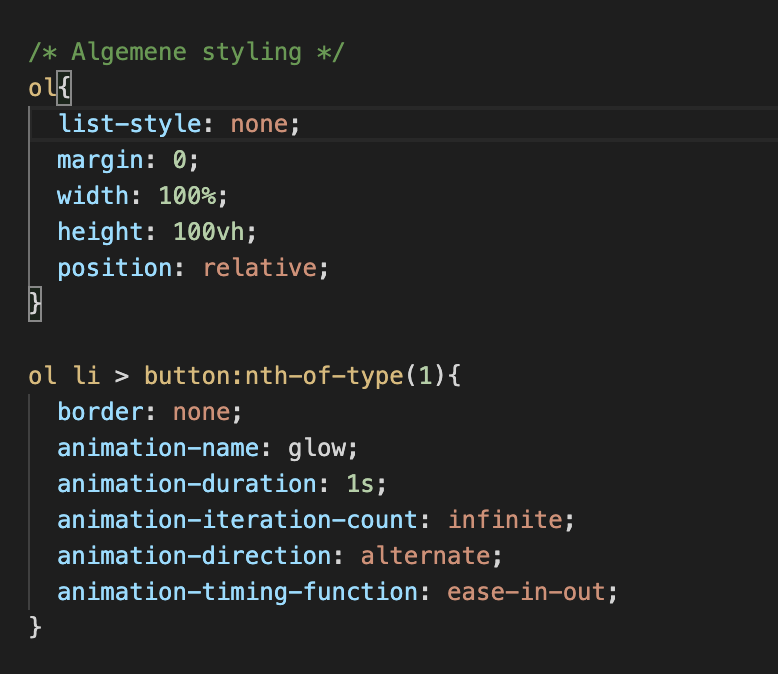 /* Algemene styling */
ol{
list-style: none;
margin: 0;
width: 100%;
height: 100vh;
position: relative;
}
ol li > button:nth-of-type(1){
border: none;
animation-name: glow;
animation-duration: 1s;
animation-iteration-count: infinite;
animation-direction: alternate;
animation-timing-function: ease-in-out;
}